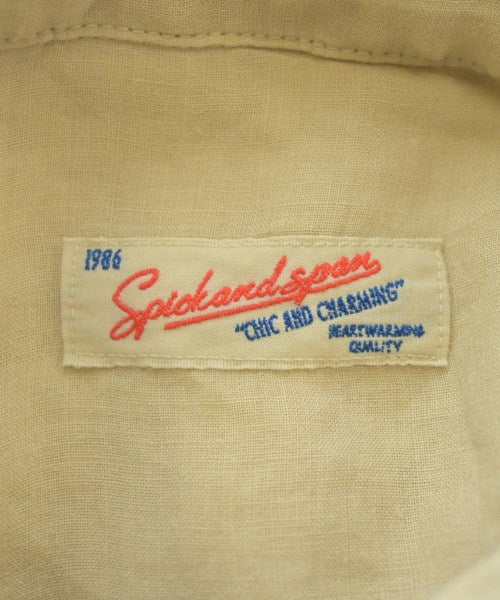 1986
Spickandspan
"CHIC AND CHARMING"
HEARTWARMING
QUALITY